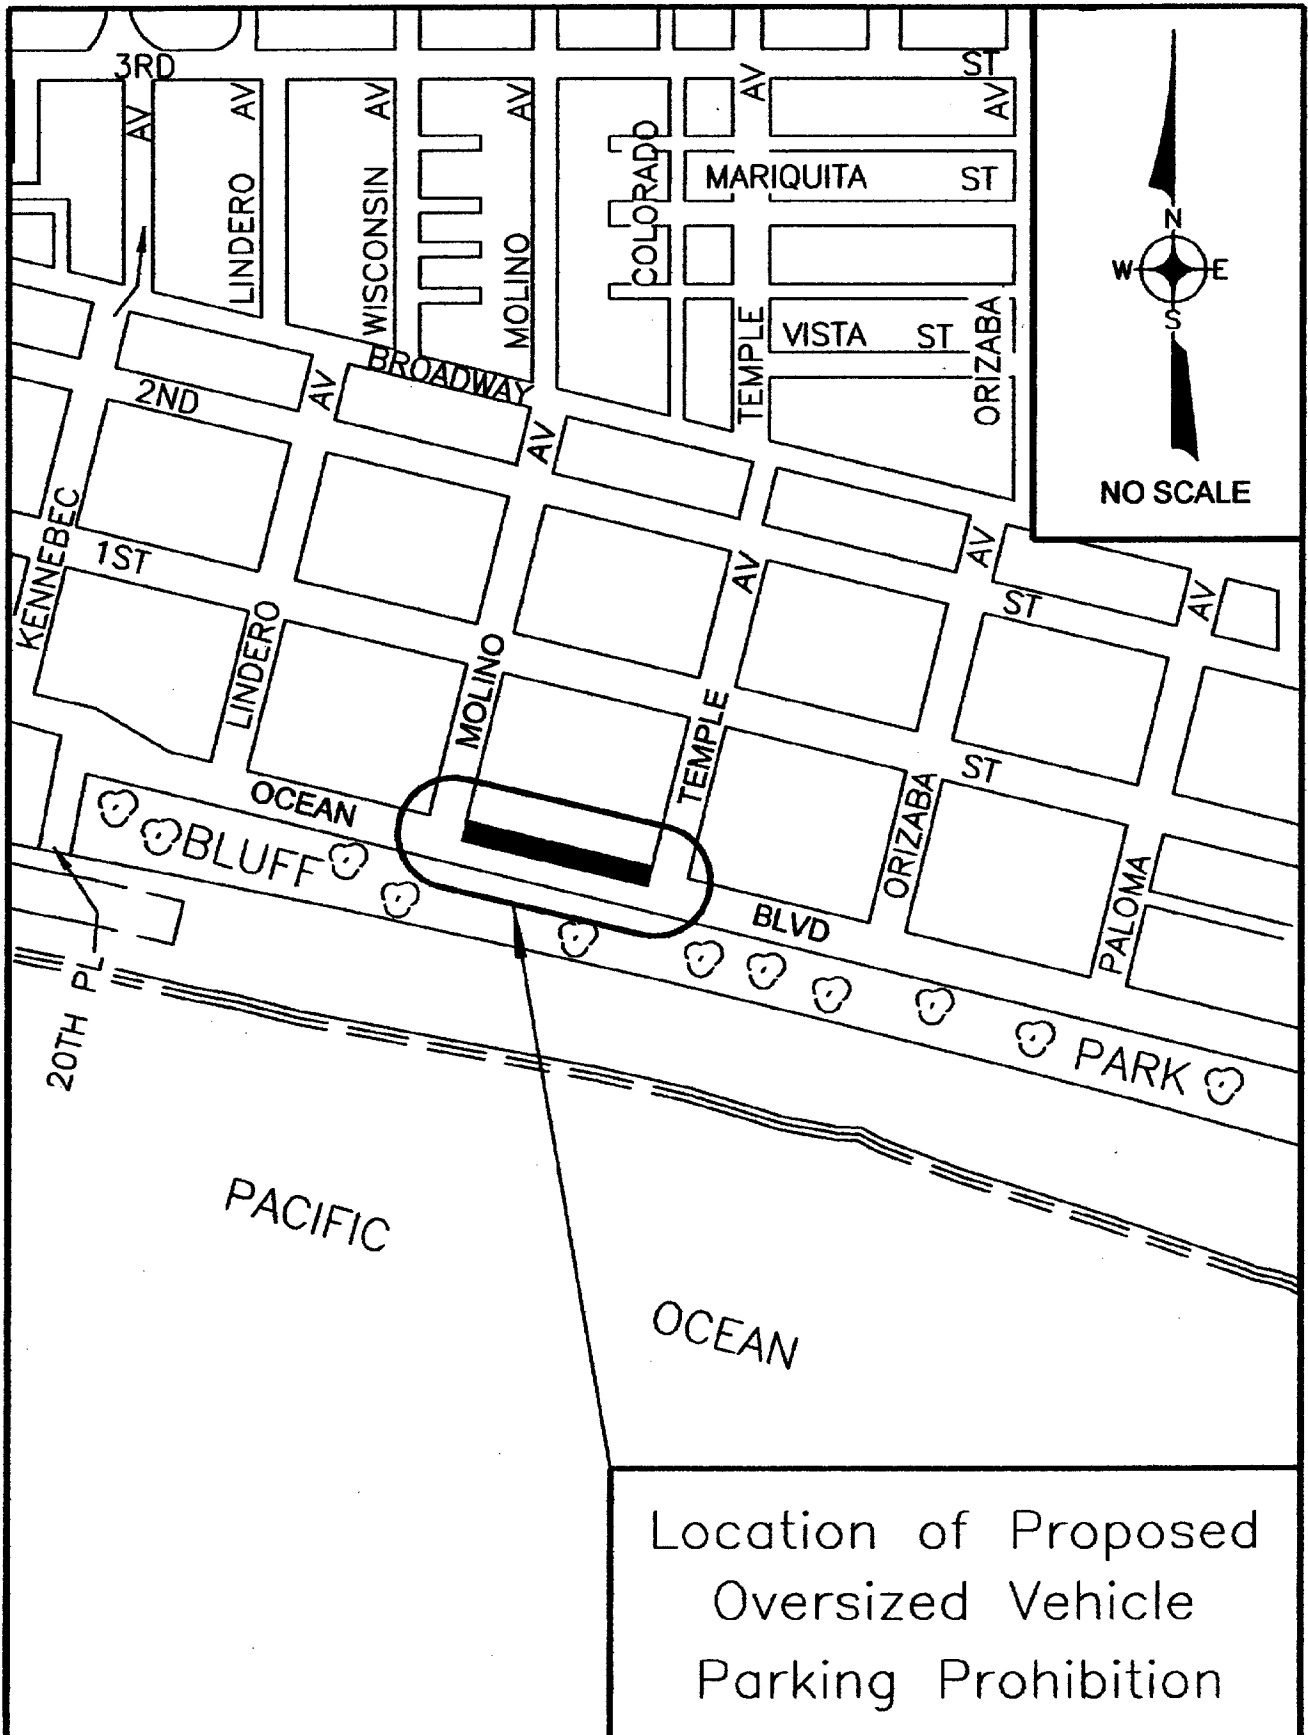 3RD
ST
AV
AV
AV
AV
AV
AV
LINDERO
WISCONSIN
MOLINO
COLORADO
MARIQUITA ST
TEMPLE
VISTA ST
ORIZABA
N
W E
S
NO SCALE
BROADWAY
2ND
AV
AV
AV
AV
AV
ST
KENNEBEC
1ST
ST
LINDERO
MOLINO
TEMPLE
ORIZABA
PALOMA
OCEAN
BLVD
BLUFF
PARK
20TH PL
PACIFIC
OCEAN
Location of Proposed
Oversized Vehicle
Parking Prohibition